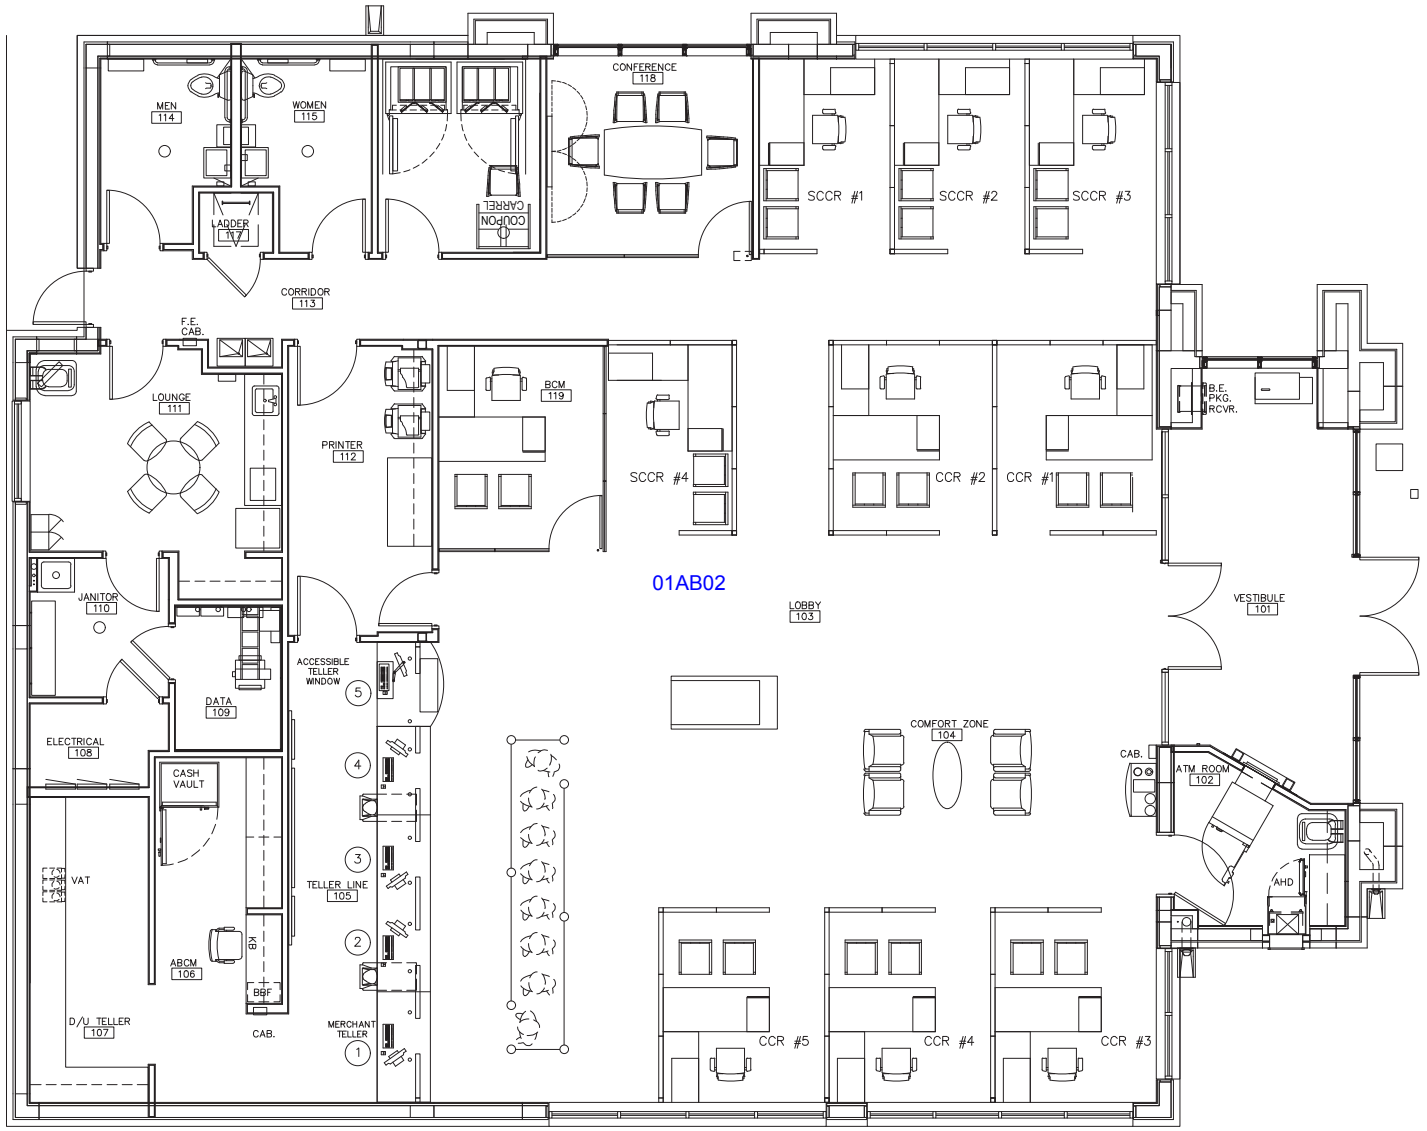 CONFERENCE
118
MEN
114
WOMEN
115
SCCR #1
SCCR #2
SCCR #3
COUPON
CARREL
LADDER
117
CORRIDOR
113
F.E.
CAB.
BCM
119
B.E.
PKG.
RCVR.
LOUNGE
111
PRINTER
112
SCCR #4
CCR #2
CCR #1
01AB02
JANITOR
110
LOBBY
103
VESTIBULE
101
ACCESSIBLE
TELLER
WINDOW
5
DATA
109
ELECTRICAL
108
COMFORT ZONE
104
CAB.
ATM ROOM
102
4
CASH
VAULT
3
VAT
TELLER LINE
105
AHD
2
KB
ABCM
106
BBF
D/U TELLER
107
CAB.
MERCHANT
TELLER
1
CCR #5
CCR #4
CCR #3